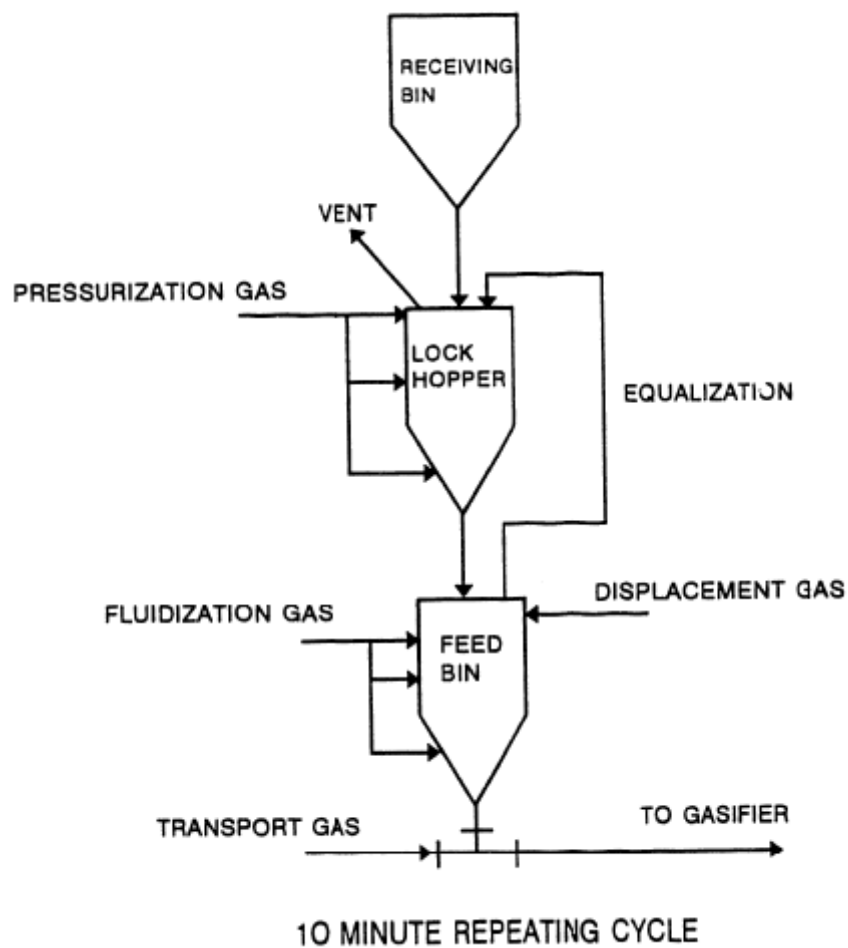 RECEIVING
BIN
VENT
PRESSURIZATION GAS
LOCK
HOPPER
EQUALIZATION
DISPLACEMENT GAS
FLUIDIZATION GAS
FEED
BIN
TRANSPORT GAS
TO GASIFIER
10 MINUTE REPEATING CYCLE